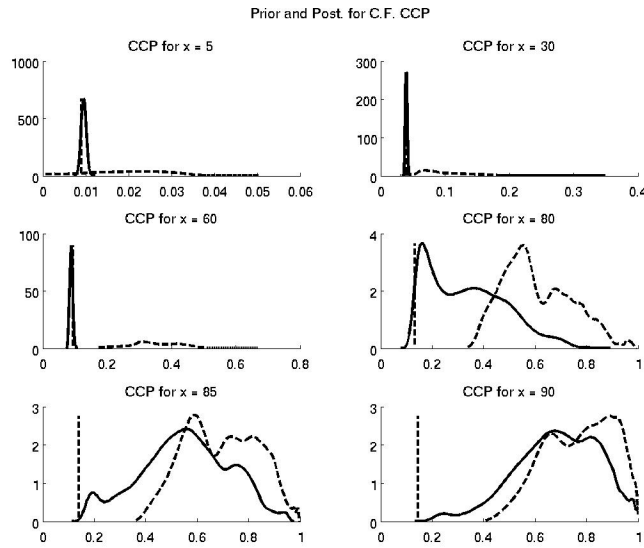 Prior and Post. for C.F. CCP
CCP for x = 5
1000
500
0
0 0.01 0.02 0.03 0.04 0.05 0.06
CCP for x = 30
300
200
100
0
0 0.1 0.2 0.3 0.4
CCP for x = 60
100
50
0
0 0.2 0.4 0.6 0.8
CCP for x = 80
4
2
0
0 0.2 0.4 0.6 0.8 1
CCP for x = 85
3
2
1
0
0 0.2 0.4 0.6 0.8 1
CCP for x = 90
3
2
1
0
0 0.2 0.4 0.6 0.8 1